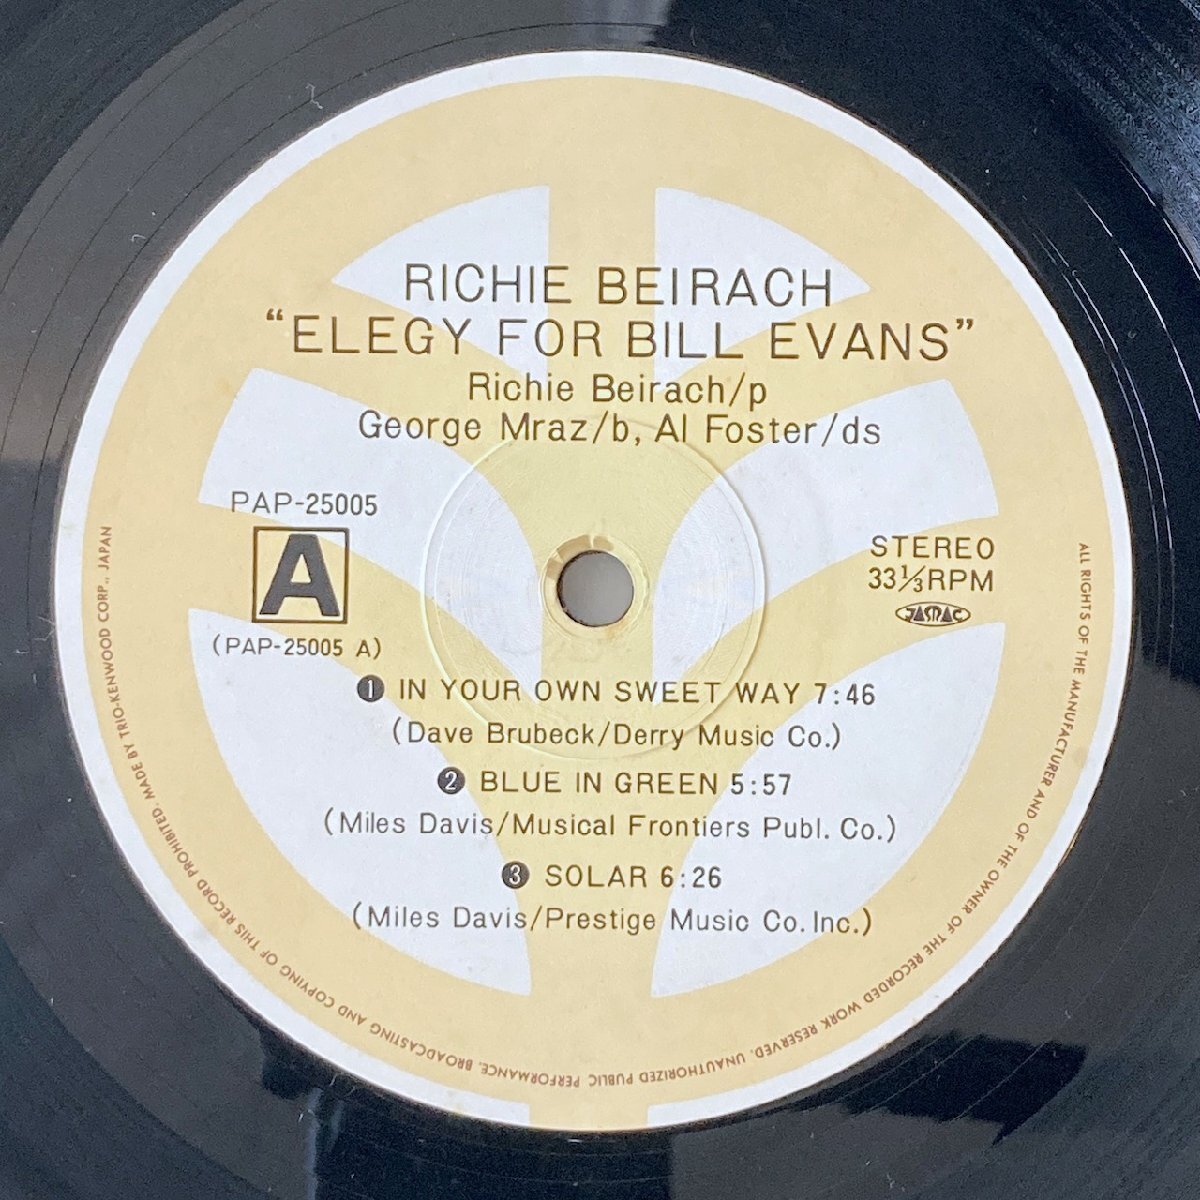 RICHIE BEIRACH
“ELEGY FOR BILL EVANS”
Richie Beirach/p
George Mraz/b, Al Foster/ds
PAP-25005
A
(PAP-25005 A)
STEREO
33⅓RPM
JASRAC
❶ IN YOUR OWN SWEET WAY 7:46
(Dave Brubeck/Derry Music Co.)
❷ BLUE IN GREEN 5:57
(Miles Davis/Musical Frontiers Publ. Co.)
❸ SOLAR 6:26
(Miles Davis/Prestige Music Co. Inc.)
ALL RIGHTS OF THE MANUFACTURER AND OF THE OWNER OF THE RECORDED WORK RESERVED. UNAUTHORIZED PUBLIC PERFORMANCE, BROADCASTING AND COPYING OF THIS RECORD PROHIBITED. MADE BY TRIO-KENWOOD CORP., JAPAN